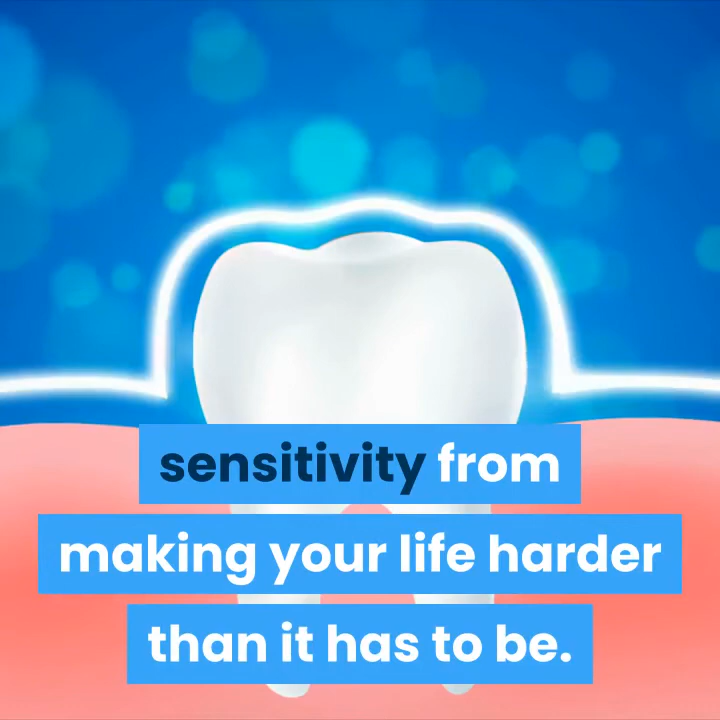 sensitivity from
making your life harder
than it has to be.